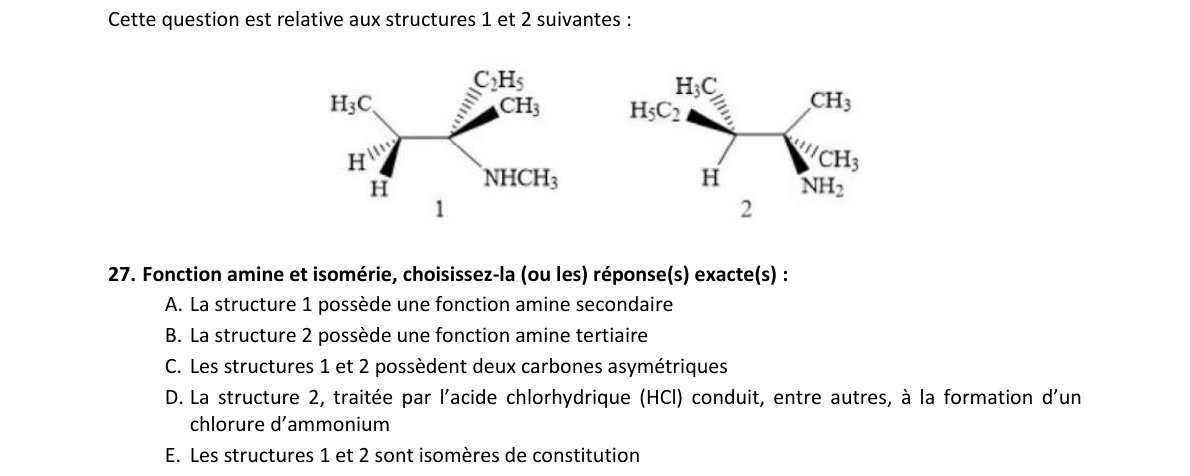 Cette question est relative aux structures 1 et 2 suivantes :
C₂H₅
H₃C
H₃C
CH₃
CH₃
H₅C₂
H
CH₃
H
NHCH₃
H
NH₂
1
2
27. Fonction amine et isomérie, choisissez-la (ou les) réponse(s) exacte(s) :
A. La structure 1 possède une fonction amine secondaire
B. La structure 2 possède une fonction amine tertiaire
C. Les structures 1 et 2 possèdent deux carbones asymétriques
D. La structure 2, traitée par l’acide chlorhydrique (HCl) conduit, entre autres, à la formation d’un
chlorure d’ammonium
E. Les structures 1 et 2 sont isomères de constitution